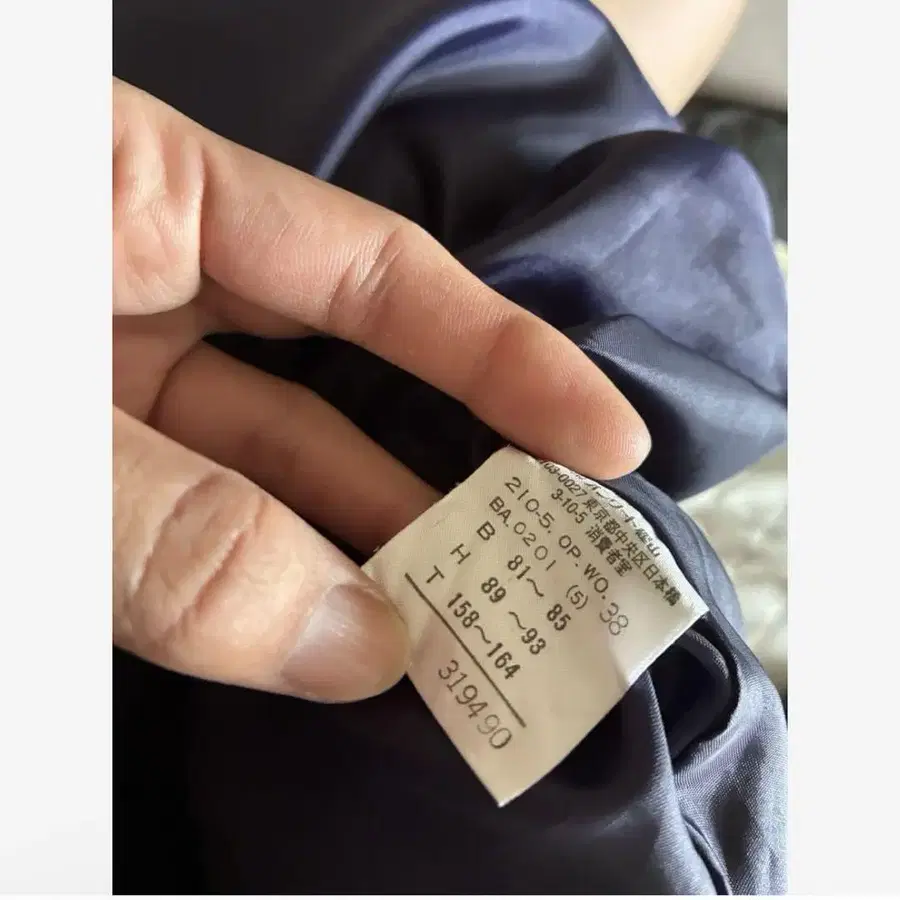 103-0027 東京都中央区日本橋
3-10-5 消費者室
210-5.OP.WO.38
BA.0201 (5)
B 81~ 85
H 89 ~93
T 158~164
319490